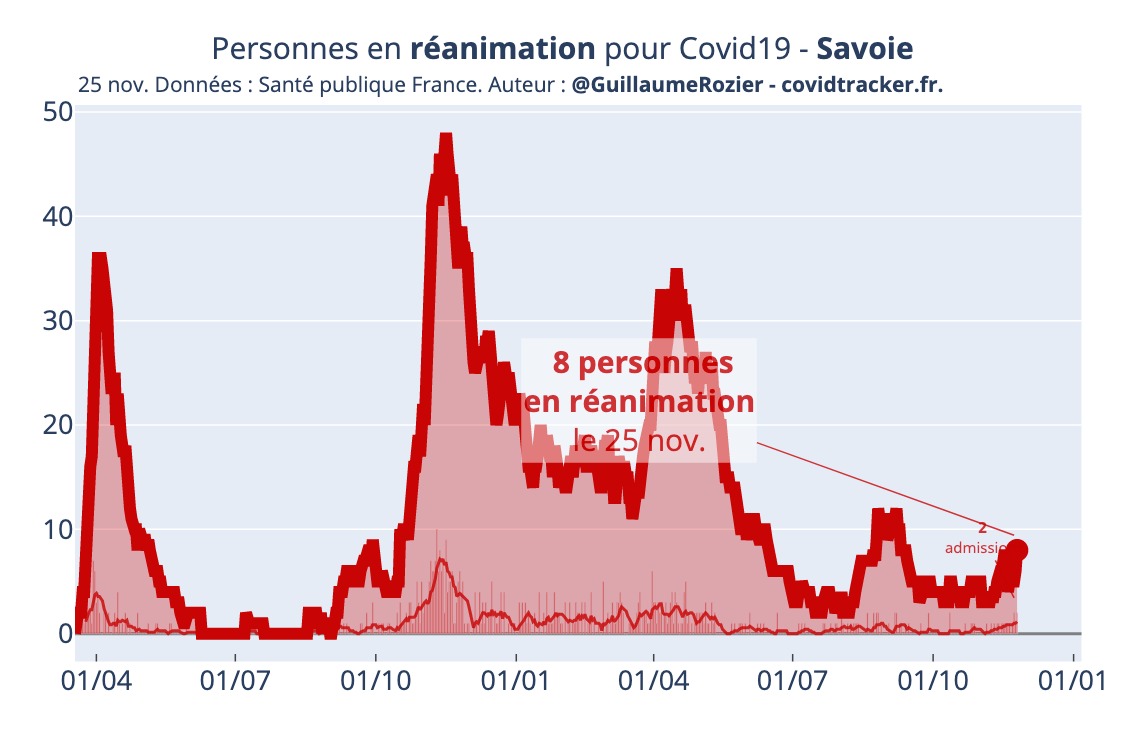 Personnes en réanimation pour Covid19 - Savoie
25 nov. Données : Santé publique France. Auteur : @GuillaumeRozier - covidtracker.fr.
50
40
30
20
10
0
8 personnes
en réanimation
le 25 nov.
2
01/04 01/07 01/10 01/01 01/04 01/07 01/10 01/01